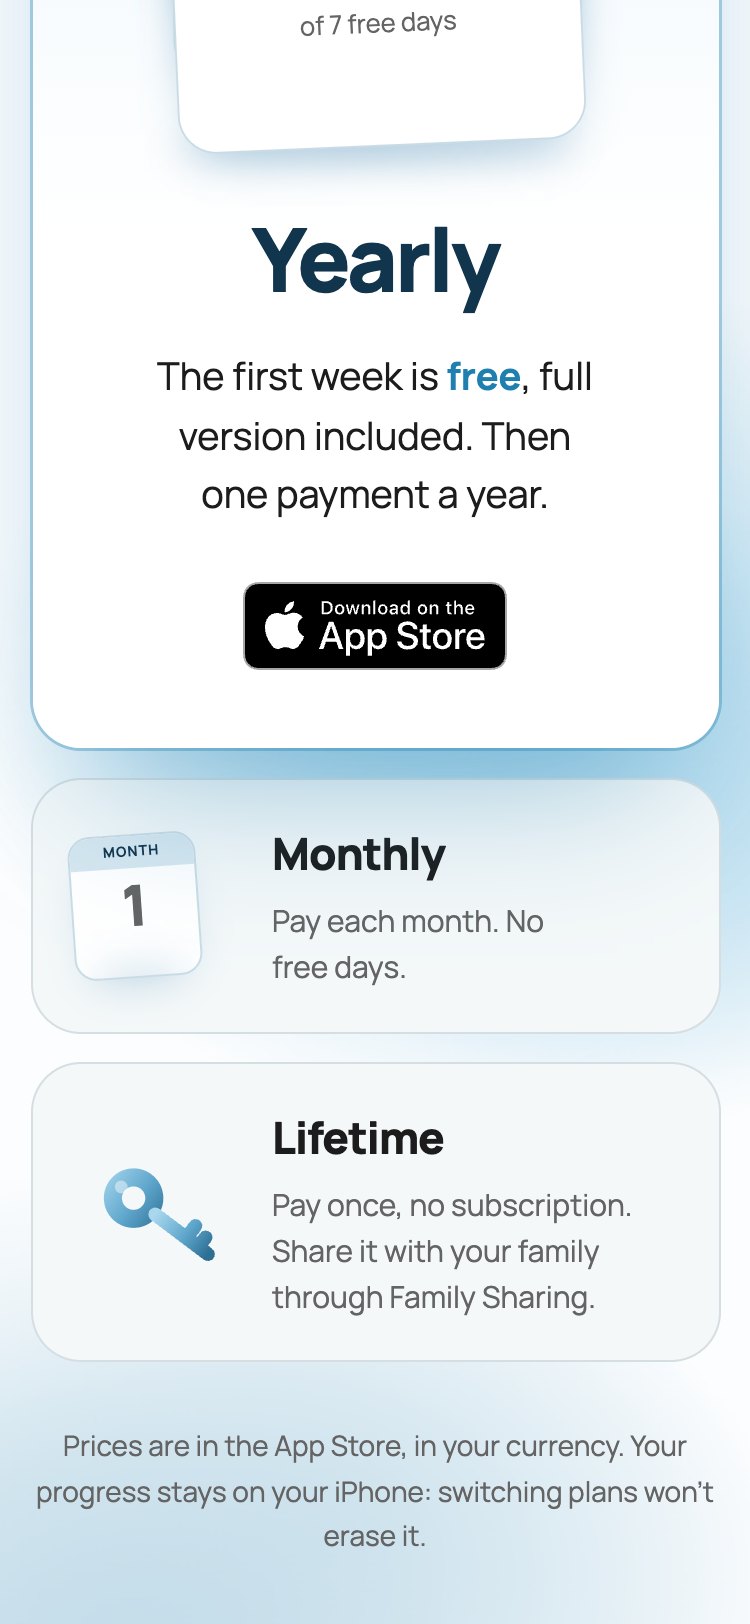 of 7 free days
Yearly
The first week is free, full
version included. Then
one payment a year.
Download on the
App Store
MONTH
1
Monthly
Pay each month. No
free days.
Lifetime
Pay once, no subscription.
Share it with your family
through Family Sharing.
Prices are in the App Store, in your currency. Your
progress stays on your iPhone: switching plans won’t
erase it.